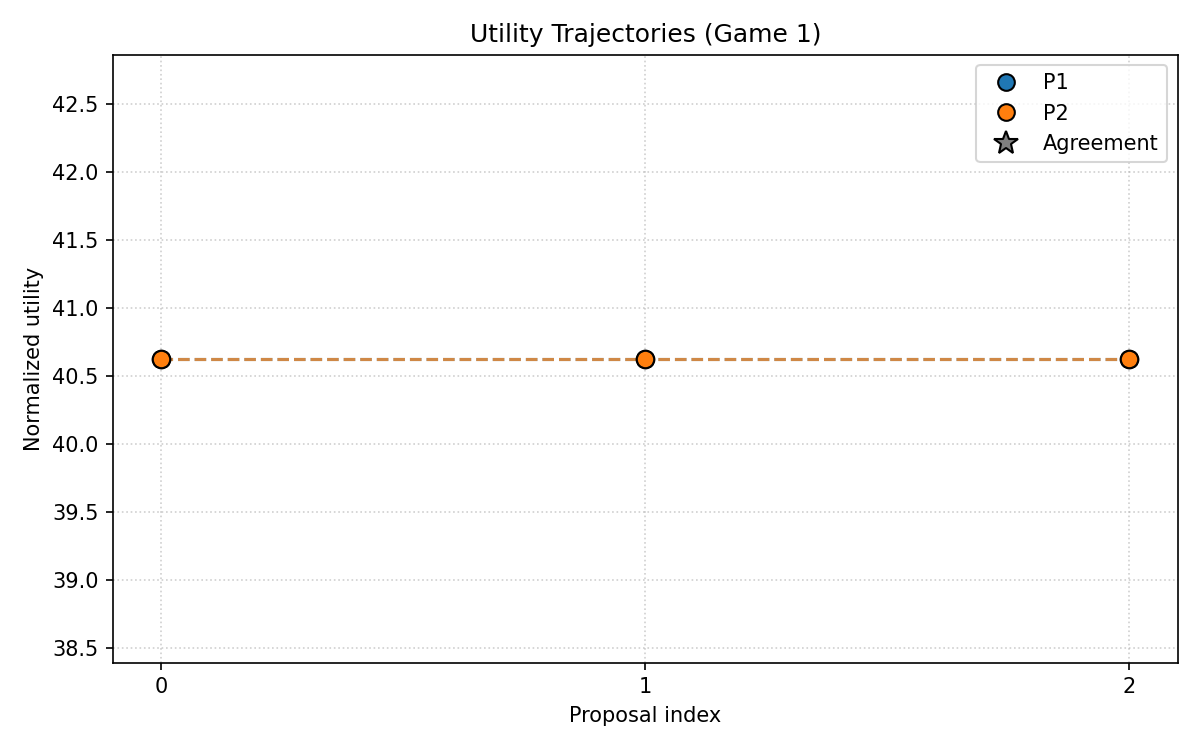 Utility Trajectories (Game 1)
P1
P2
Agreement
42.5
42.0
41.5
41.0
40.5
40.0
39.5
39.0
38.5
Normalized utility
0 1 2
Proposal index